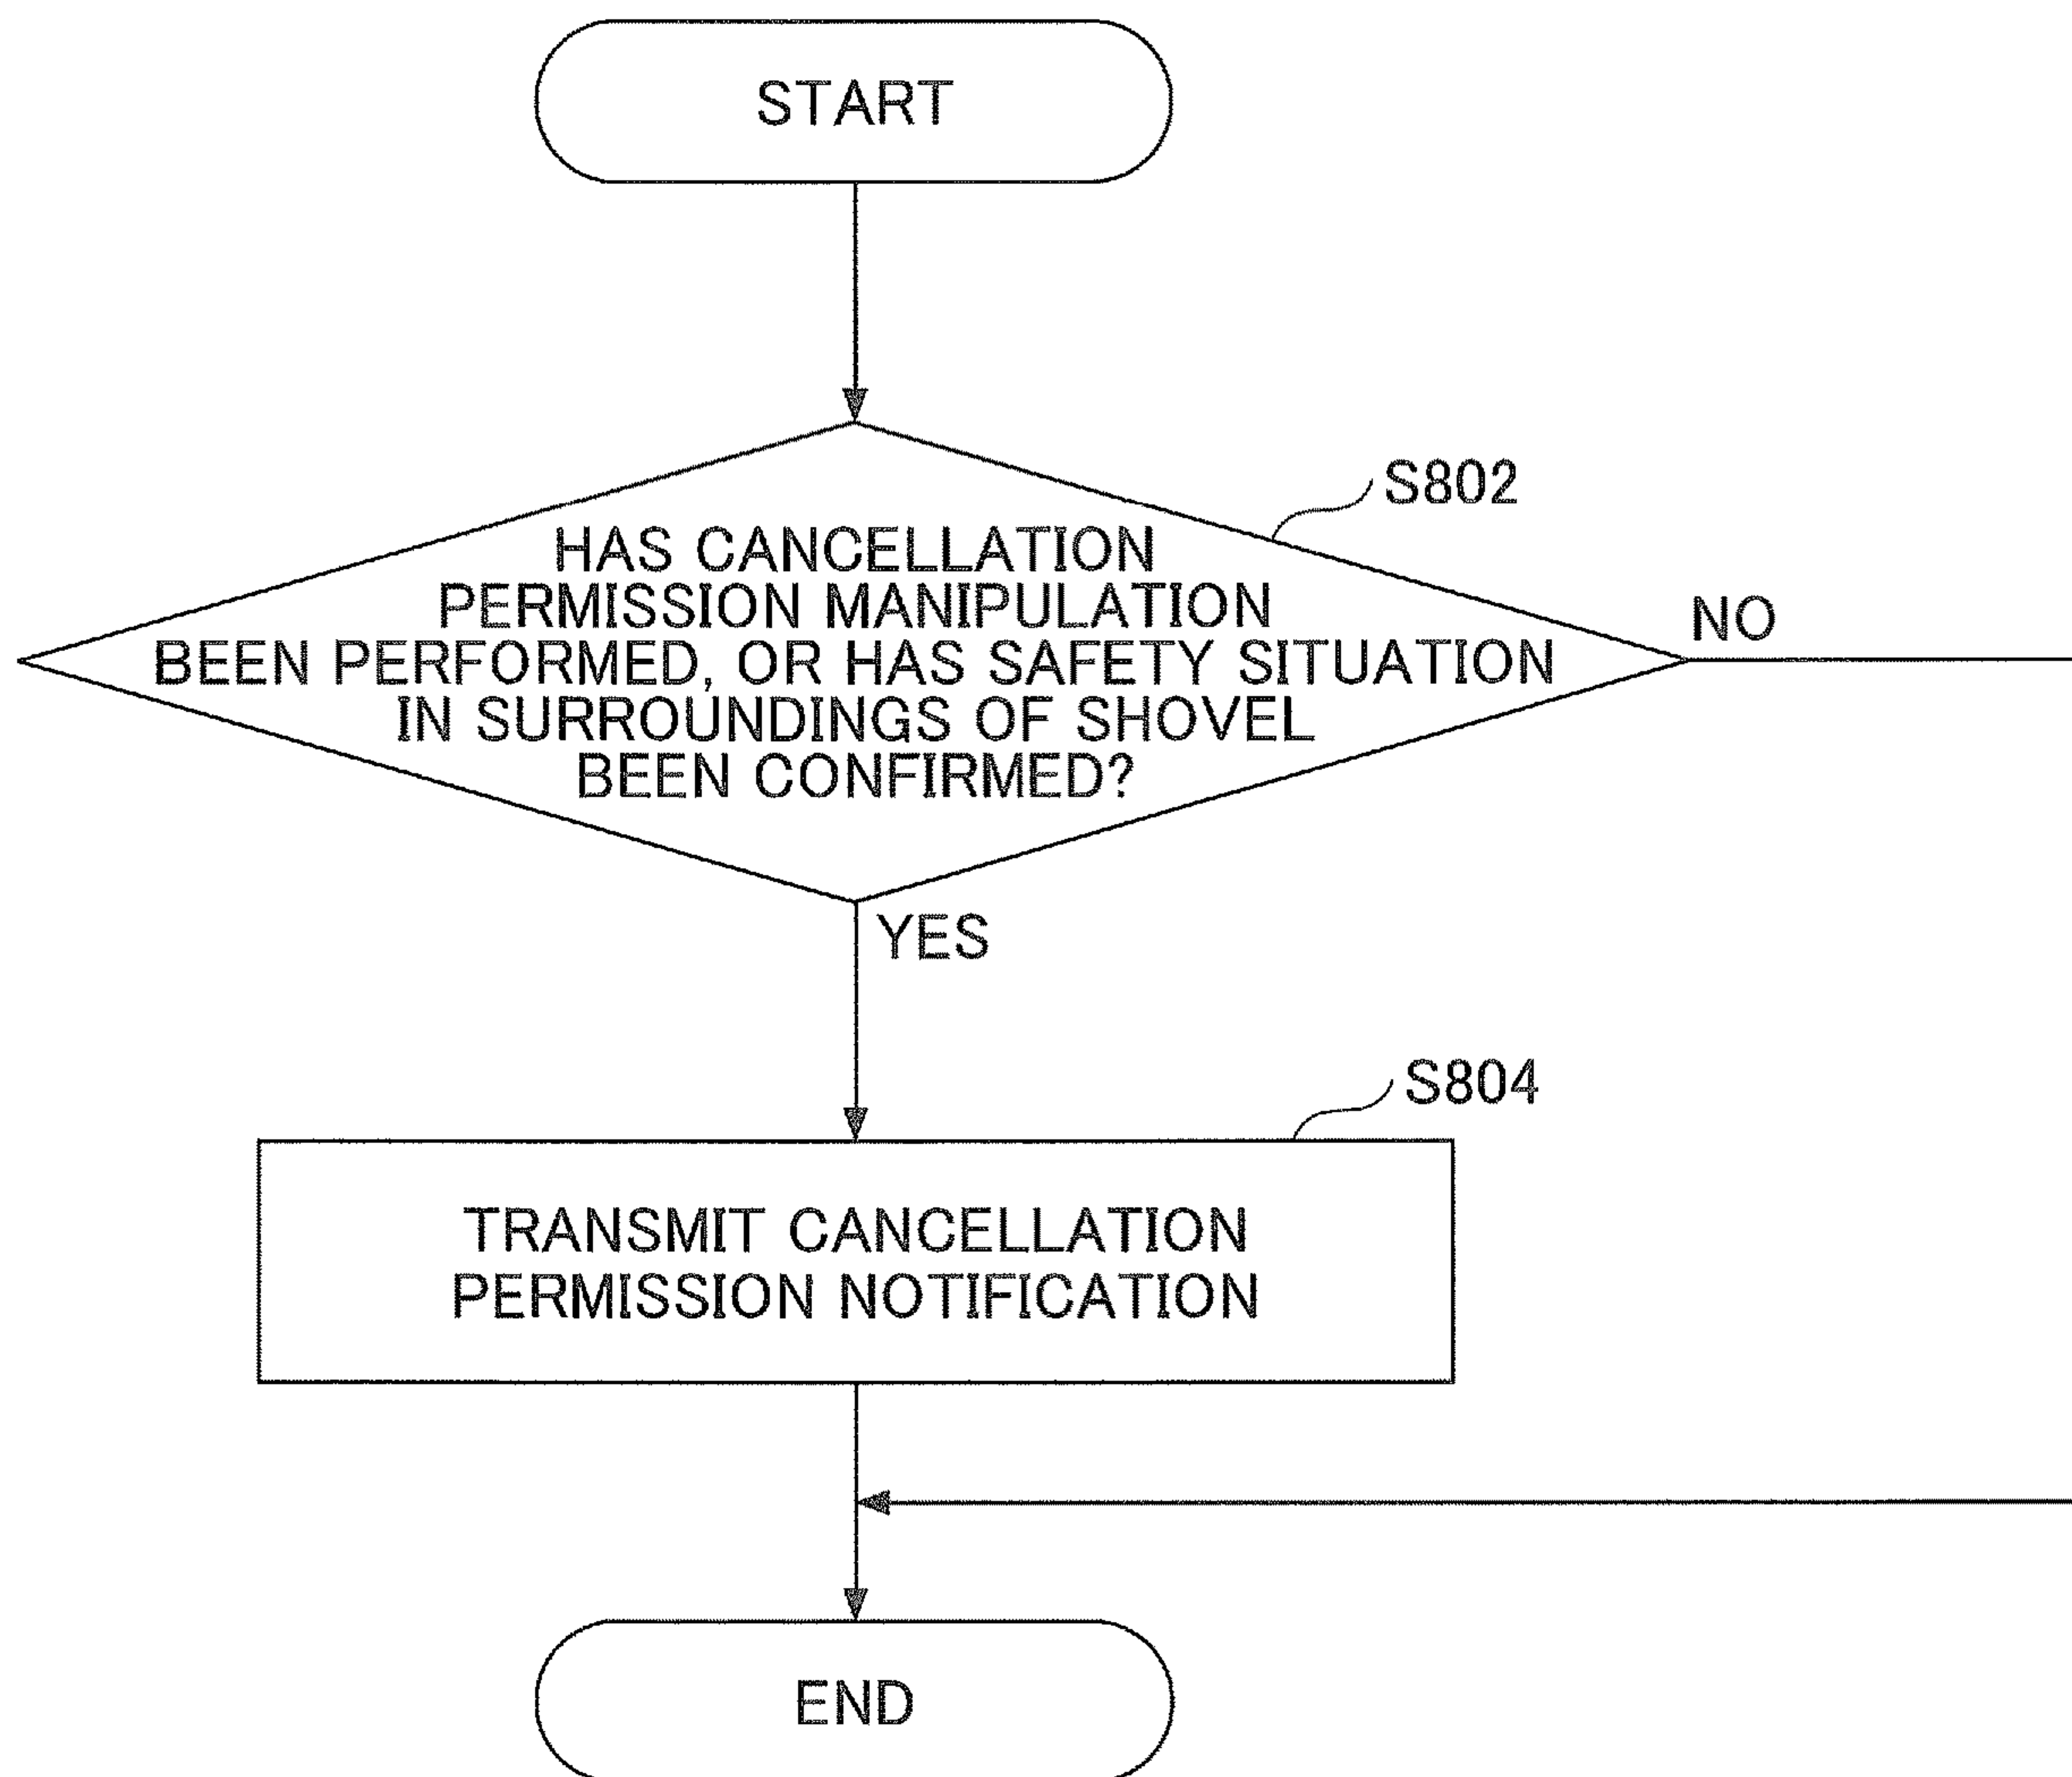 START
S802
HAS CANCELLATION
PERMISSION MANIPULATION
BEEN PERFORMED, OR HAS SAFETY SITUATION
IN SURROUNDINGS OF SHOVEL
BEEN CONFIRMED?
NO
YES
S804
TRANSMIT CANCELLATION
PERMISSION NOTIFICATION
END